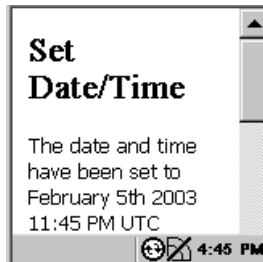 Set
Date/Time
The date and time
have been set to
February 5th 2003
11:45 PM UTC
4:45 PM